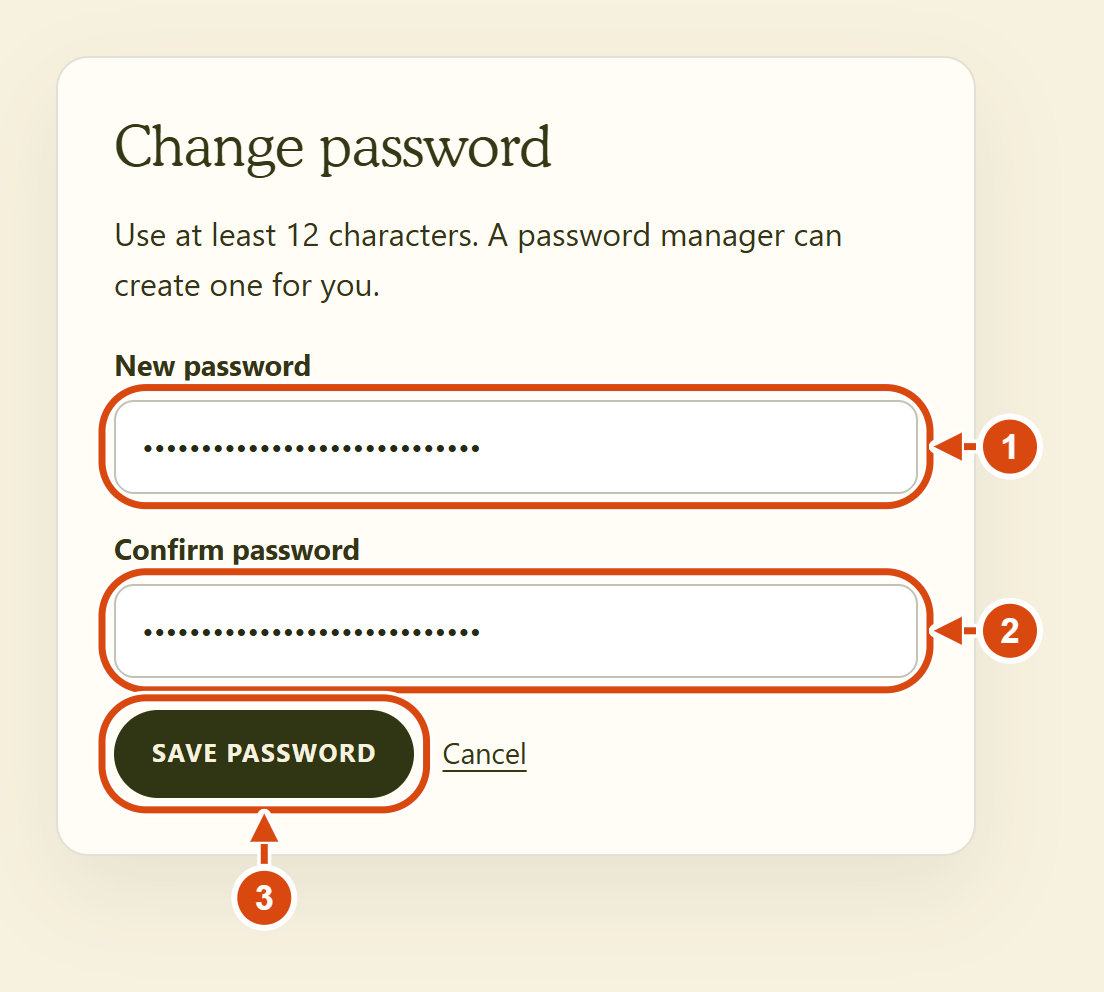 Change password
Use at least 12 characters. A password manager can
create one for you.
New password
•••••••••••••••••••••••••••••
1
Confirm password
•••••••••••••••••••••••••••••
2
SAVE PASSWORD Cancel
3